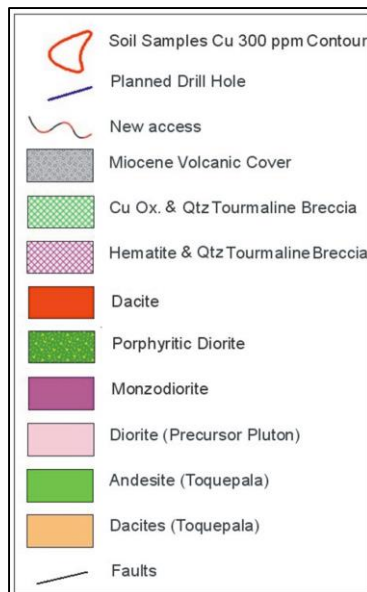 Soil Samples Cu 300 ppm Contour
Planned Drill Hole
New access
Miocene Volcanic Cover
Cu Ox. & Qtz Tourmaline Breccia
Hematite & Qtz Tourmaline Breccia
Dacite
Porphyritic Diorite
Monzodiorite
Diorite (Precursor Pluton)
Andesite (Toquepala)
Dacites (Toquepala)
Faults